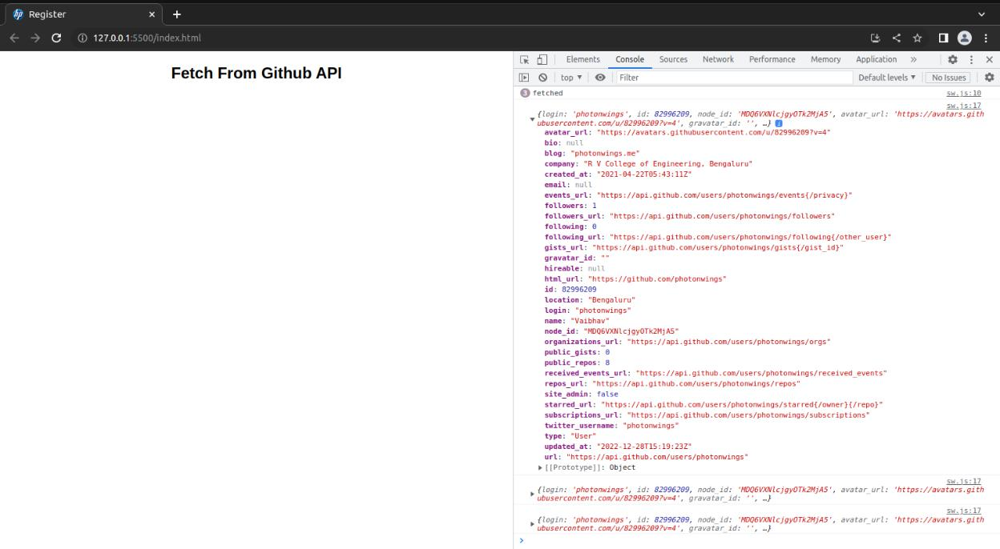 Register
127.0.0.1:5500/index.html
Fetch From Github API
Elements Console Sources Network Performance Memory Application »
top ▼ Filter Default levels ▼ No Issues
3 fetched sw.js:10
sw.js:17
{login: 'photonwings', id: 82996209, node_id: 'MDQ6VXNlcjgyOTk2MjA5', avatar_url: 'https://avatars.gith
ubusercontent.com/u/82996209?v=4', gravatar_id: '', …} i
avatar_url: "https://avatars.githubusercontent.com/u/82996209?v=4"
bio: null
blog: "photonwings.me"
company: "R V College of Engineering, Bengaluru"
created_at: "2021-04-22T05:43:11Z"
email: null
events_url: "https://api.github.com/users/photonwings/events{/privacy}"
followers: 1
followers_url: "https://api.github.com/users/photonwings/followers"
following: 0
following_url: "https://api.github.com/users/photonwings/following{/other_user}"
gists_url: "https://api.github.com/users/photonwings/gists{/gist_id}"
gravatar_id: ""
hireable: null
html_url: "https://github.com/photonwings"
id: 82996209
location: "Bengaluru"
login: "photonwings"
name: "Vaibhav"
node_id: "MDQ6VXNlcjgyOTk2MjA5"
organizations_url: "https://api.github.com/users/photonwings/orgs"
public_gists: 0
public_repos: 8
received_events_url: "https://api.github.com/users/photonwings/received_events"
repos_url: "https://api.github.com/users/photonwings/repos"
site_admin: false
starred_url: "https://api.github.com/users/photonwings/starred{/owner}{/repo}"
subscriptions_url: "https://api.github.com/users/photonwings/subscriptions"
twitter_username: "photonwings"
type: "User"
updated_at: "2022-12-28T15:19:23Z"
url: "https://api.github.com/users/photonwings"
[[Prototype]]: Object
sw.js:17
{login: 'photonwings', id: 82996209, node_id: 'MDQ6VXNlcjgyOTk2MjA5', avatar_url: 'https://avatars.gith
ubusercontent.com/u/82996209?v=4', gravatar_id: '', …}
sw.js:17
{login: 'photonwings', id: 82996209, node_id: 'MDQ6VXNlcjgyOTk2MjA5', avatar_url: 'https://avatars.gith
ubusercontent.com/u/82996209?v=4', gravatar_id: '', …}